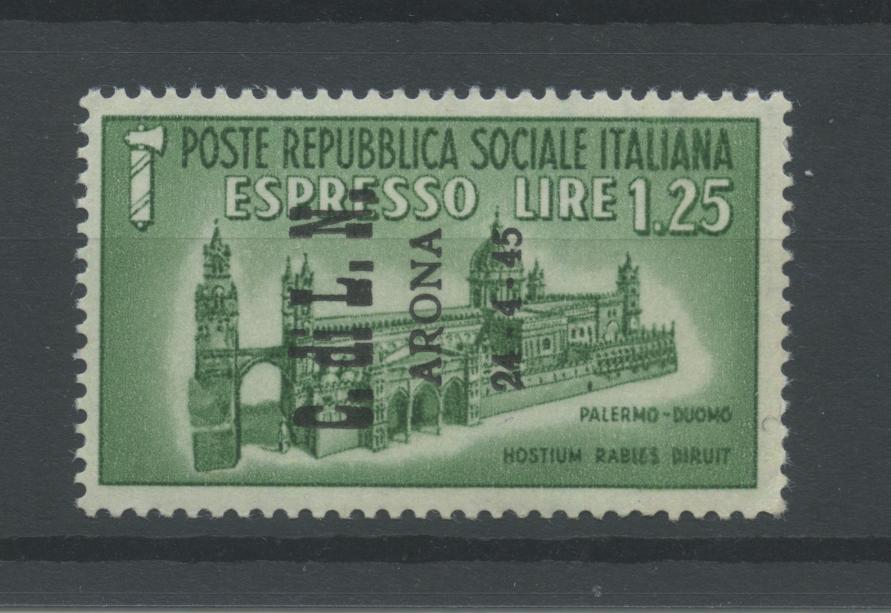 POSTE REPUBBLICA SOCIALE ITALIANA
ESPRESSO LIRE 1.25
C. d. L. N.
ARONA
24-4-45
PALERMO-DUOMO
HOSTIUM RABIES DIRUIT